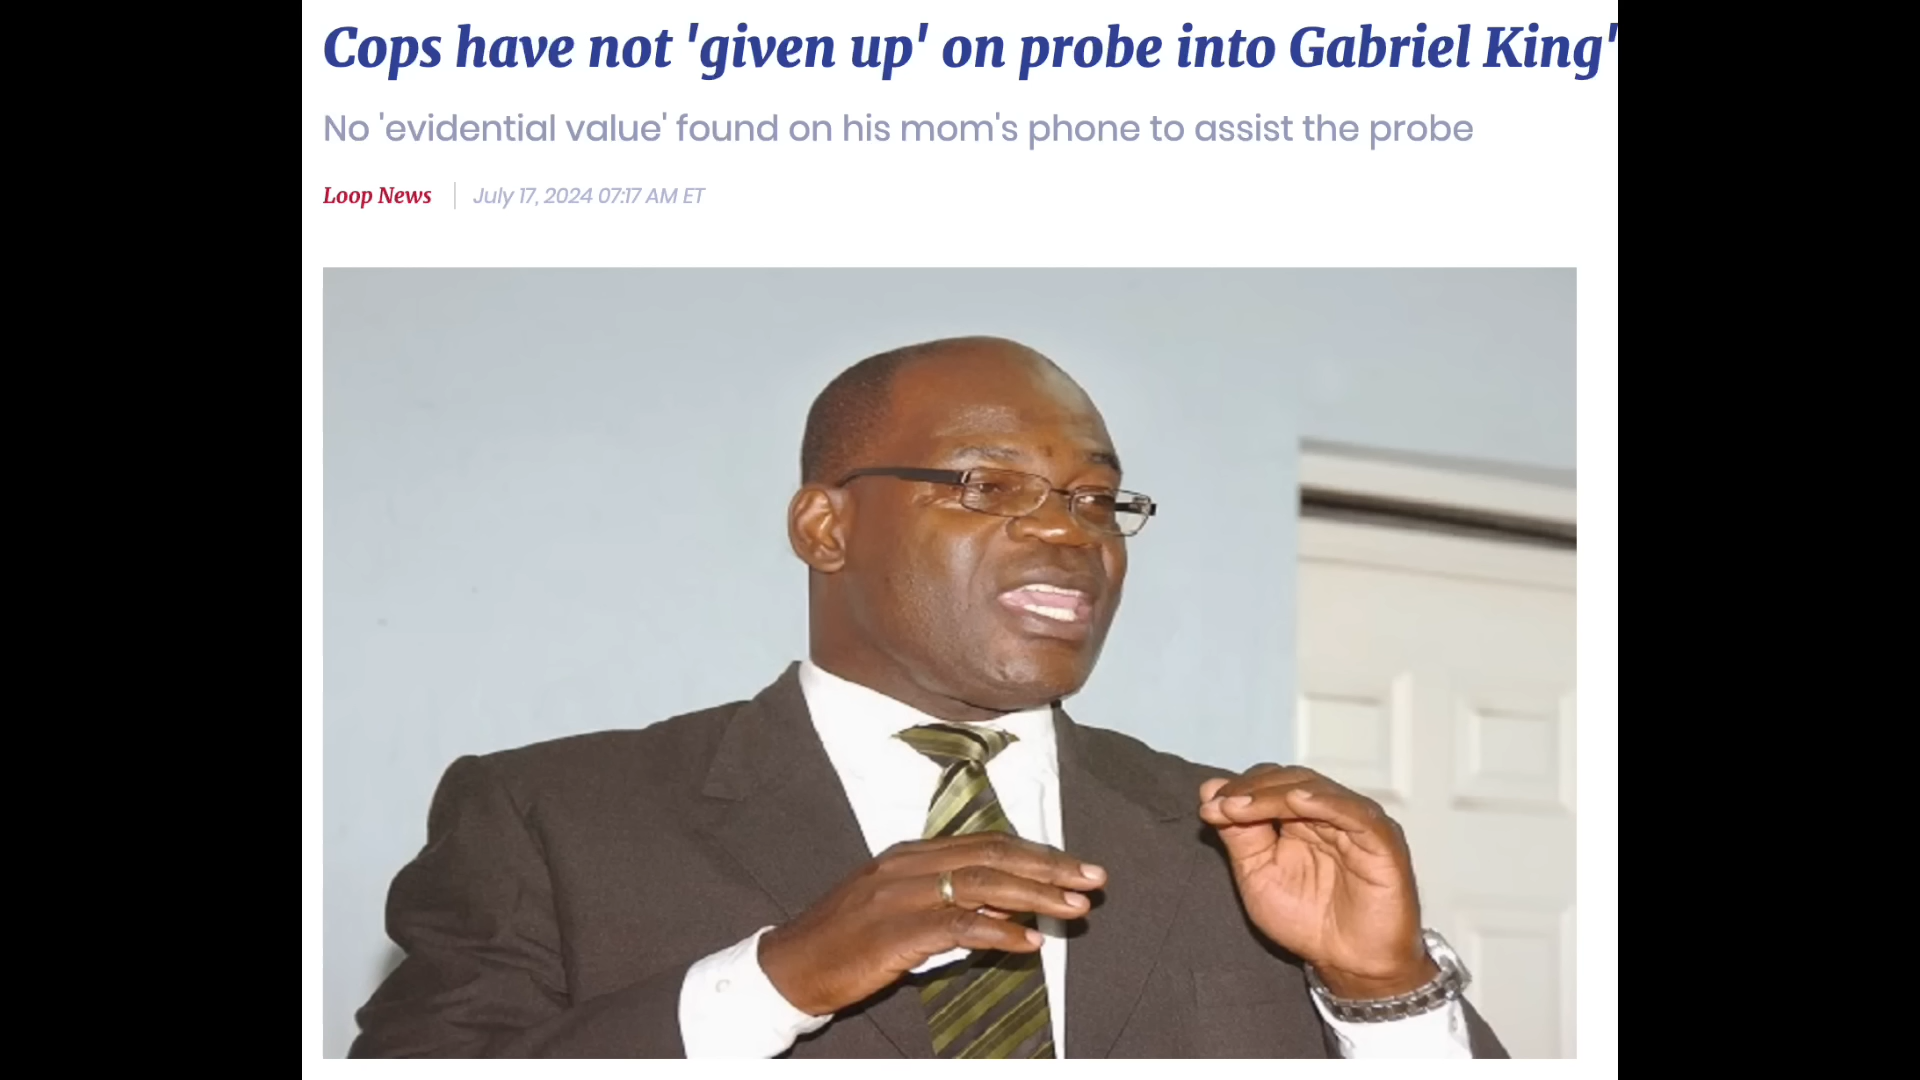 Cops have not 'given up' on probe into Gabriel King'
No 'evidential value' found on his mom's phone to assist the probe
Loop News
July 17, 2024 07:17 AM ET